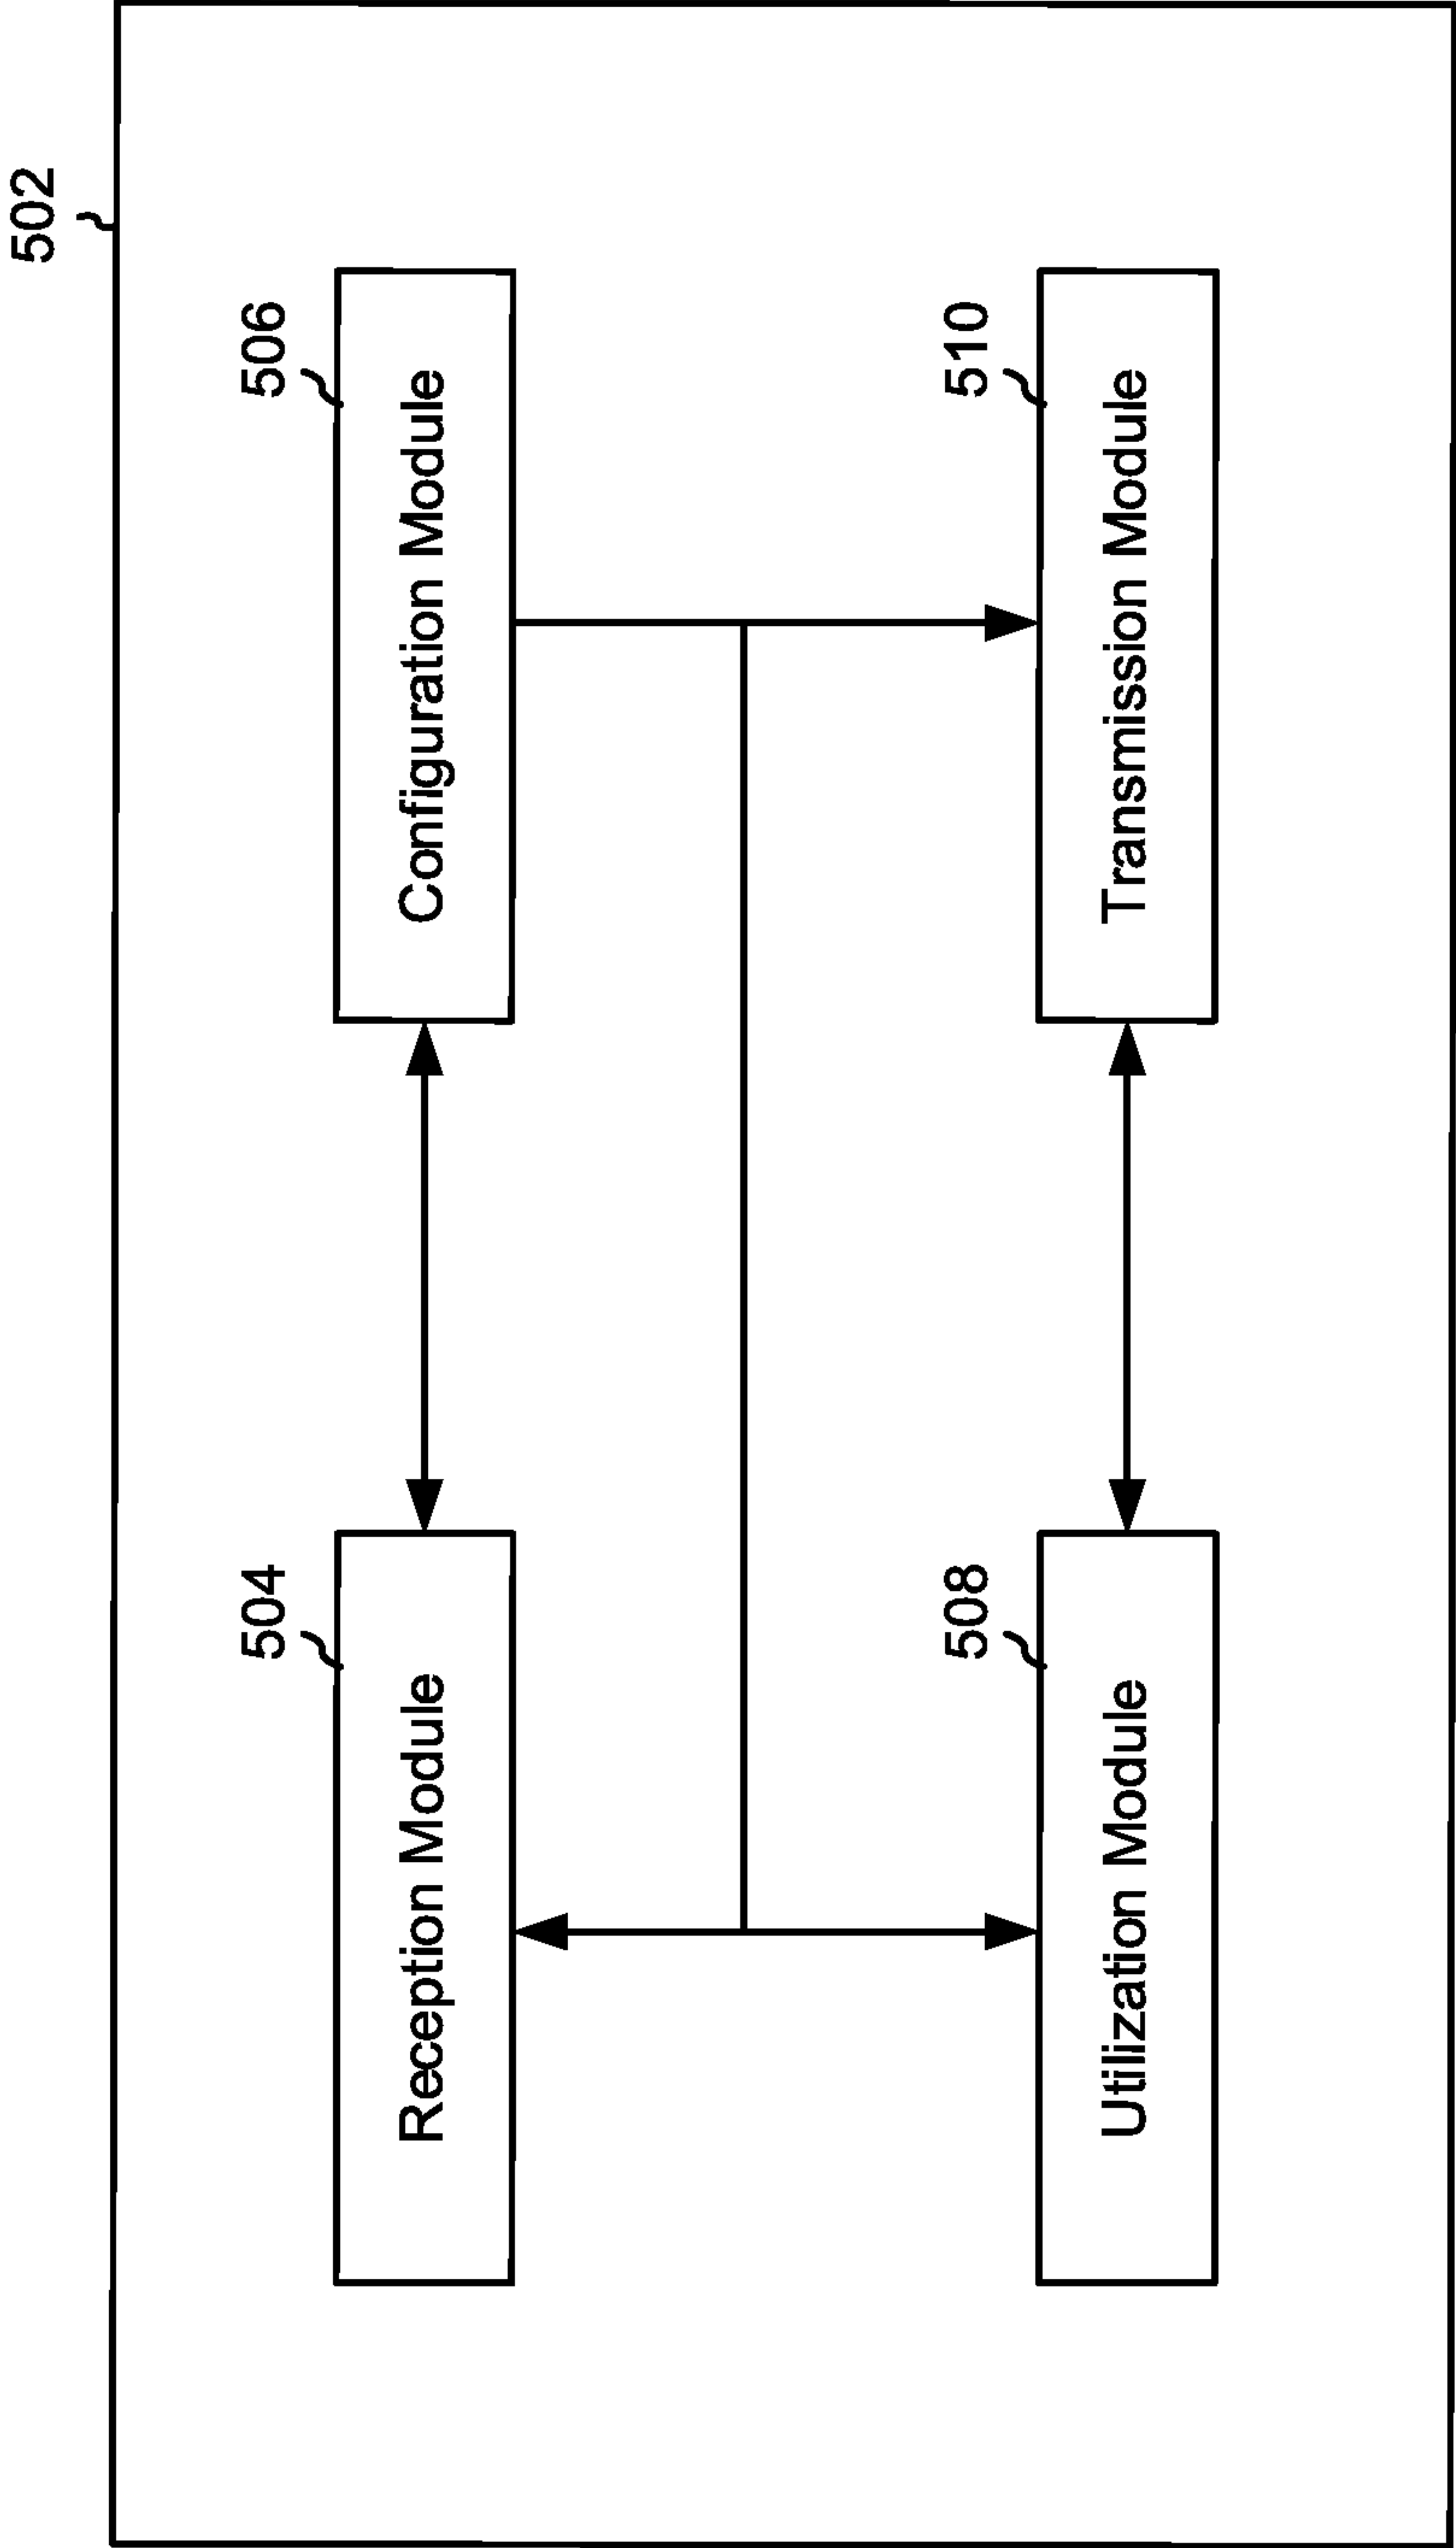 502
504
Reception Module
506
Configuration Module
508
Utilization Module
510
Transmission Module